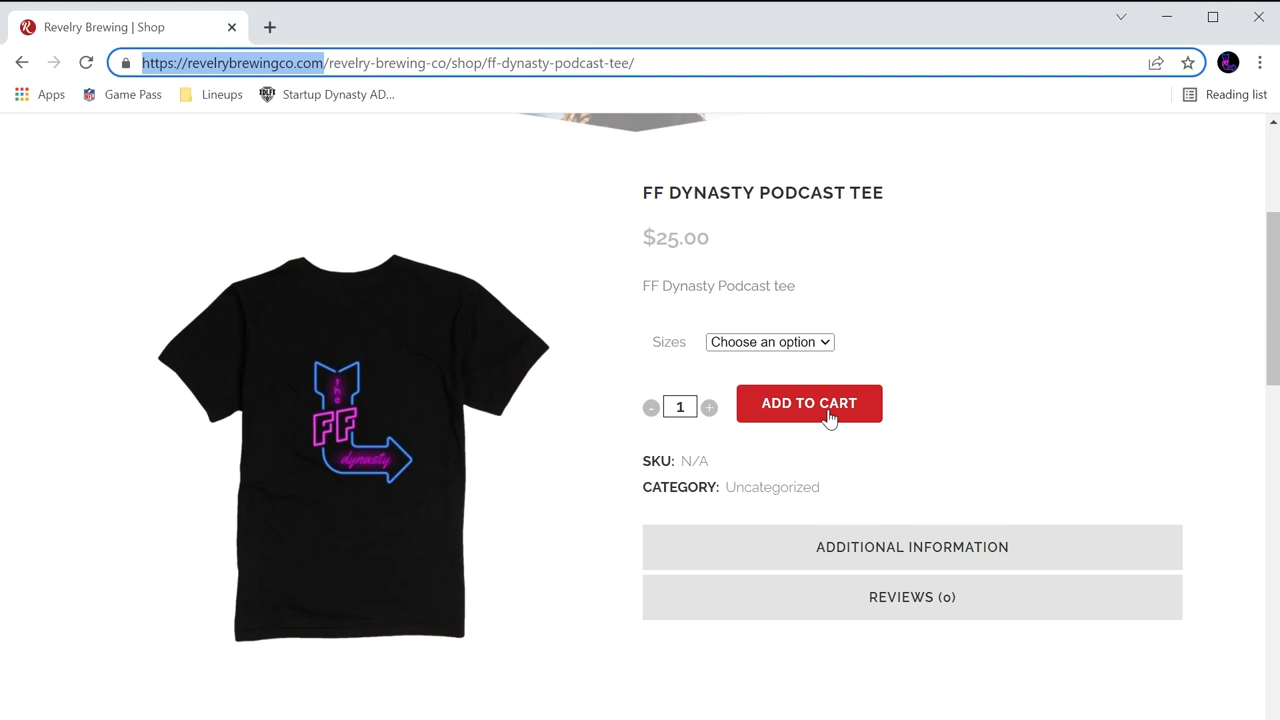 Revelry Brewing | Shop
https://revelrybrewingco.com/revelry-brewing-co/shop/ff-dynasty-podcast-tee/
Apps
Game Pass
Lineups
Startup Dynasty AD...
Reading list
FF DYNASTY PODCAST TEE
$25.00
FF Dynasty Podcast tee
Sizes
Choose an option
- 1 +
ADD TO CART
SKU: N/A
CATEGORY: Uncategorized
ADDITIONAL INFORMATION
REVIEWS (0)
the
FF
dynasty